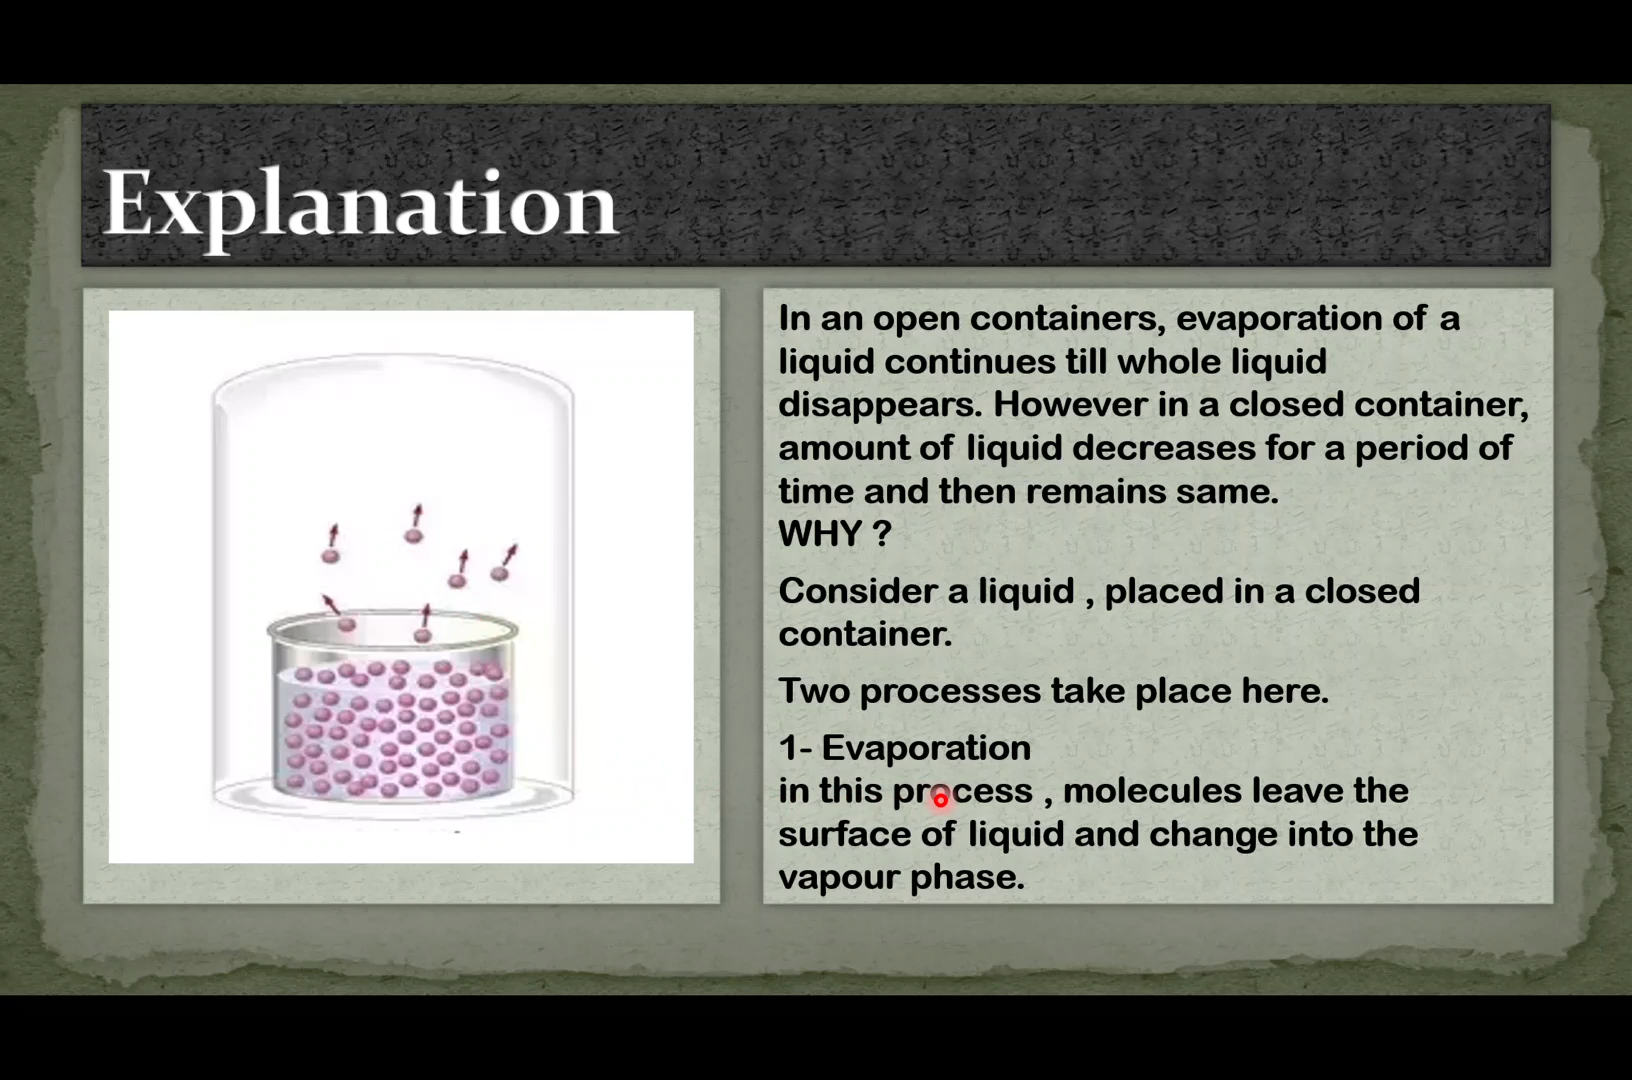 Explanation
In an open containers, evaporation of a
liquid continues till whole liquid
disappears. However in a closed container,
amount of liquid decreases for a period of
time and then remains same.
WHY ?
Consider a liquid , placed in a closed
container.
Two processes take place here.
1- Evaporation
in this process , molecules leave the
surface of liquid and change into the
vapour phase.